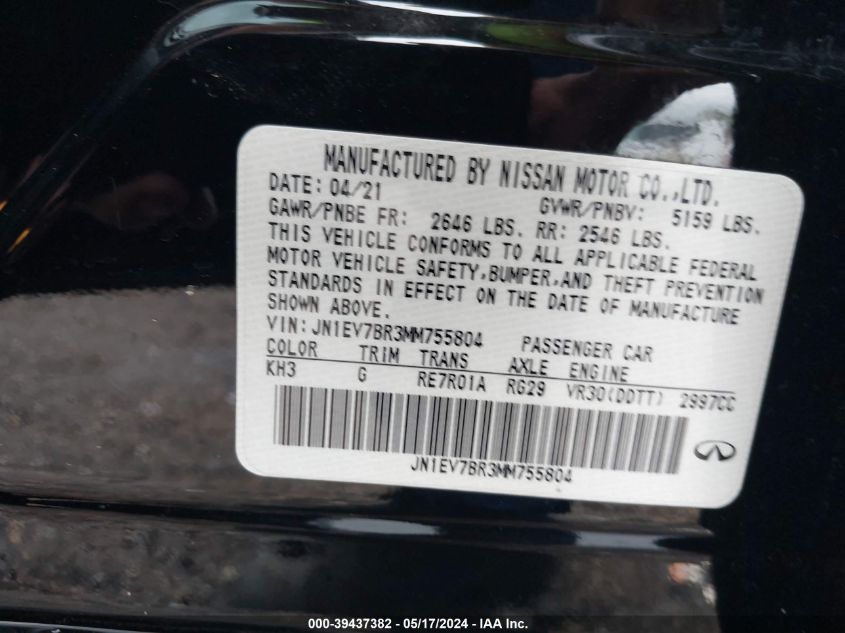 MANUFACTURED BY NISSAN MOTOR CO.,LTD.
DATE: 04/21 GVWR/PNBV: 5159 LBS.
GAWR/PNBE FR: 2646 LBS. RR: 2546 LBS.
THIS VEHICLE CONFORMS TO ALL APPLICABLE FEDERAL
MOTOR VEHICLE SAFETY,BUMPER,AND THEFT PREVENTION
STANDARDS IN EFFECT ON THE DATE OF MANUFACTURE
SHOWN ABOVE.
VIN:JN1EV7BR3MM755804 PASSENGER CAR
COLOR TRIM TRANS AXLE ENGINE
KH3 G RE7R01A RG29 VR30(DDTT) 2997CC
JN1EV7BR3MM755804
000-39437382 - 05/17/2024 - IAA Inc.